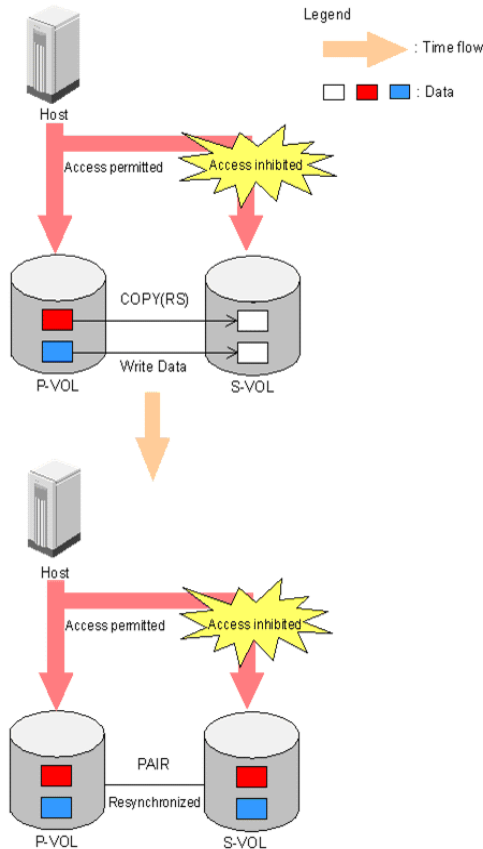 Legend
: Time flow
: Data
Host
Access permitted
Access inhibited
COPY(RS)
Write Data
P-VOL
S-VOL
Host
Access permitted
Access inhibited
PAIR
Resynchronized
P-VOL
S-VOL